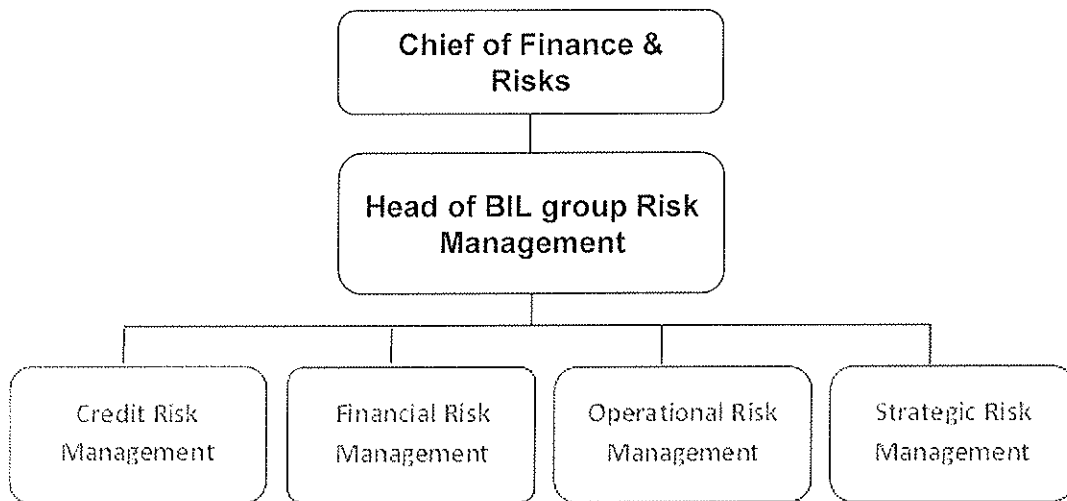 Chief of Finance &
Risks
Head of BIL group Risk
Management
Credit Risk
Management
Financial Risk
Management
Operational Risk
Management
Strategic Risk
Management